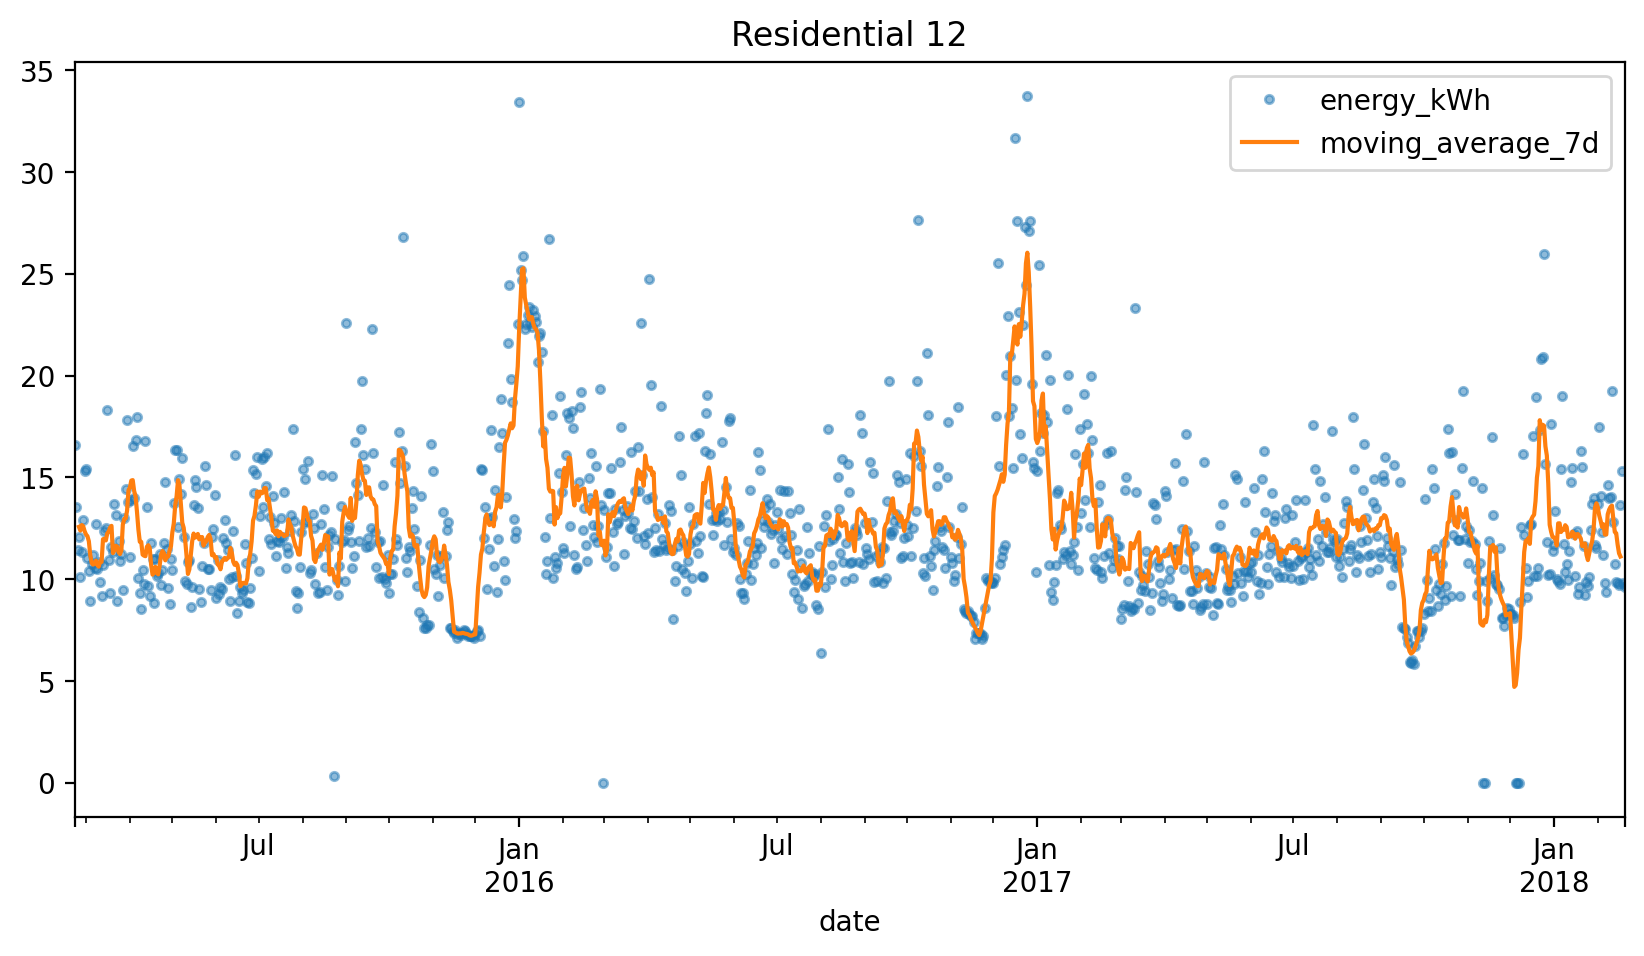 Residential 12
energy_kWh
moving_average_7d
35
30
25
20
15
10
5
0
Jul
Jan
2016
Jul
Jan
2017
Jul
Jan
2018
date